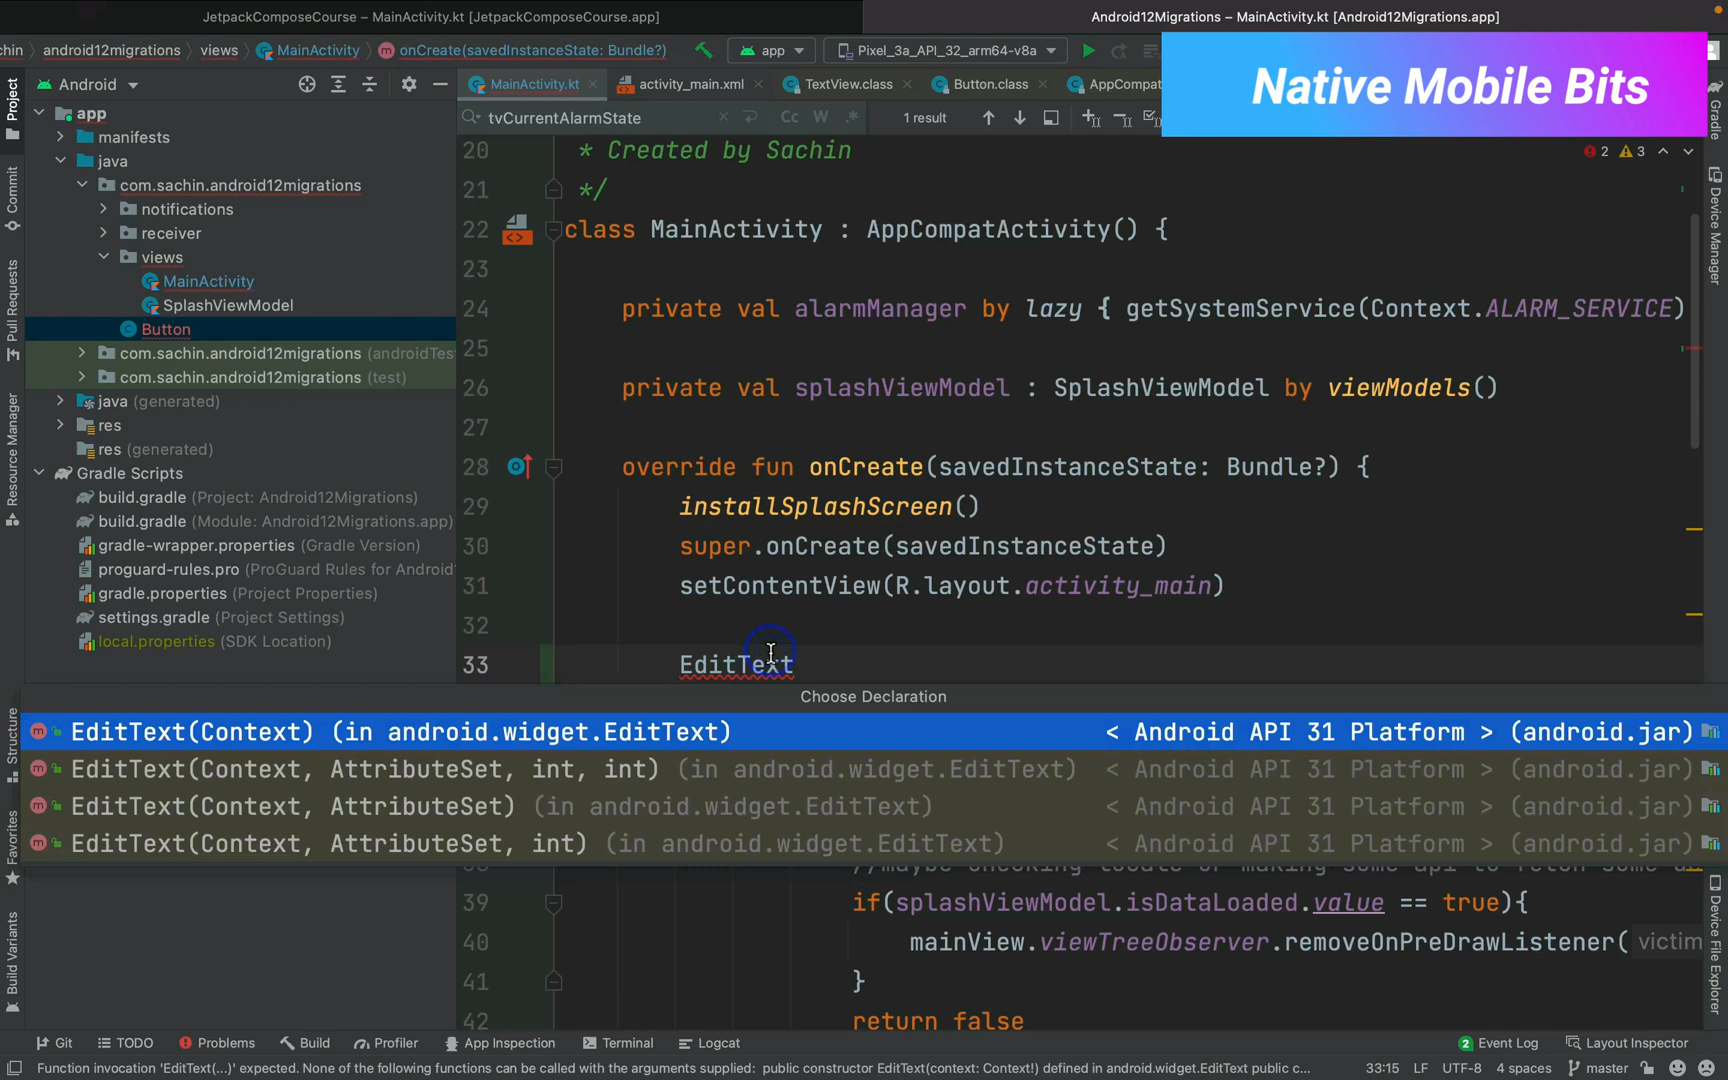 JetpackComposeCourse – MainActivity.kt [JetpackComposeCourse.app]
Android12Migrations – MainActivity.kt [Android12Migrations.app]
chin android12migrations views MainActivity onCreate(savedInstanceState: Bundle?) app Pixel_3a_API_32_arm64-v8a
Native Mobile Bits
Android
MainActivity.kt activity_main.xml TextView.class Button.class AppCompat
tvCurrentAlarmState Cc W .* 1 result
2 3
app
manifests
java
com.sachin.android12migrations
notifications
receiver
views
MainActivity
SplashViewModel
Button
com.sachin.android12migrations (androidTes
com.sachin.android12migrations (test)
java (generated)
res
res (generated)
Gradle Scripts
build.gradle (Project: Android12Migrations)
build.gradle (Module: Android12Migrations.app)
gradle-wrapper.properties (Gradle Version)
proguard-rules.pro (ProGuard Rules for Android
gradle.properties (Project Properties)
settings.gradle (Project Settings)
local.properties (SDK Location)
20 * Created by Sachin
21 */
22 class MainActivity : AppCompatActivity() {
23
24 private val alarmManager by lazy { getSystemService(Context.ALARM_SERVICE)
25
26 private val splashViewModel : SplashViewModel by viewModels()
27
28 override fun onCreate(savedInstanceState: Bundle?) {
29 installSplashScreen()
30 super.onCreate(savedInstanceState)
31 setContentView(R.layout.activity_main)
32
33 EditText
Choose Declaration
EditText(Context) (in android.widget.EditText) < Android API 31 Platform > (android.jar)
EditText(Context, AttributeSet, int, int) (in android.widget.EditText) < Android API 31 Platform > (android.jar)
EditText(Context, AttributeSet) (in android.widget.EditText) < Android API 31 Platform > (android.jar)
EditText(Context, AttributeSet, int) (in android.widget.EditText) < Android API 31 Platform > (android.jar)
39 if(splashViewModel.isDataLoaded.value == true){
40 mainView.viewTreeObserver.removeOnPreDrawListener( victim
41 }
42 return false
Project
Commit
Pull Requests
Resource Manager
Structure
Favorites
Build Variants
Gradle
Device Manager
Device File Explorer
Git TODO Problems Build Profiler App Inspection Terminal Logcat 2 Event Log Layout Inspector
Function invocation 'EditText(...)' expected. None of the following functions can be called with the arguments supplied: public constructor EditText(context: Context!) defined in android.widget.EditText public c... 33:15 LF UTF-8 4 spaces master